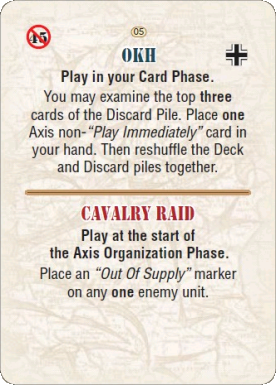 45
05
OKH
Play in your Card Phase.
You may examine the top three
cards of the Discard Pile. Place one
Axis non-“Play Immediately” card in
your hand. Then reshuffle the Deck
and Discard piles together.
CAVALRY RAID
Play at the start of
the Axis Organization Phase.
Place an “Out Of Supply” marker
on any one enemy unit.